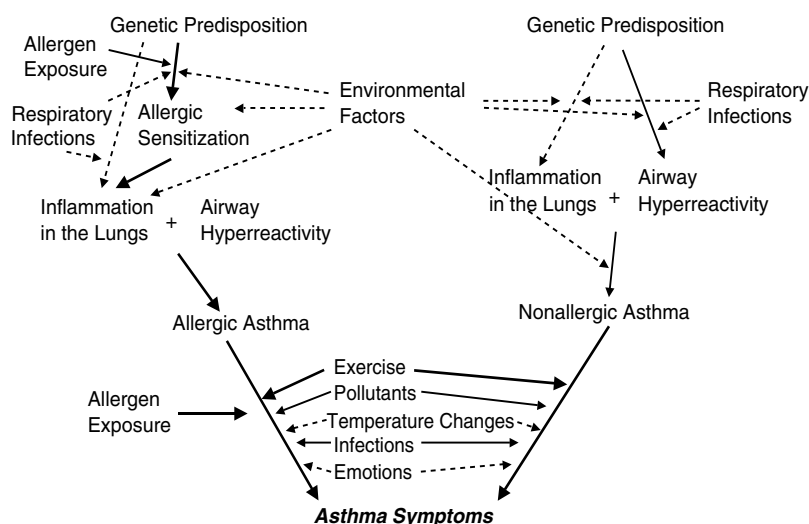 Genetic Predisposition
Allergen
Exposure
Respiratory
Infections
Allergic
Sensitization
Environmental
Factors
Genetic Predisposition
Respiratory
Infections
Inflammation
in the Lungs
+
Airway
Hyperreactivity
Inflammation
in the Lungs
+
Airway
Hyperreactivity
Allergic Asthma
Nonallergic Asthma
Allergen
Exposure
Exercise
Pollutants
Temperature Changes
Infections
Emotions
Asthma Symptoms